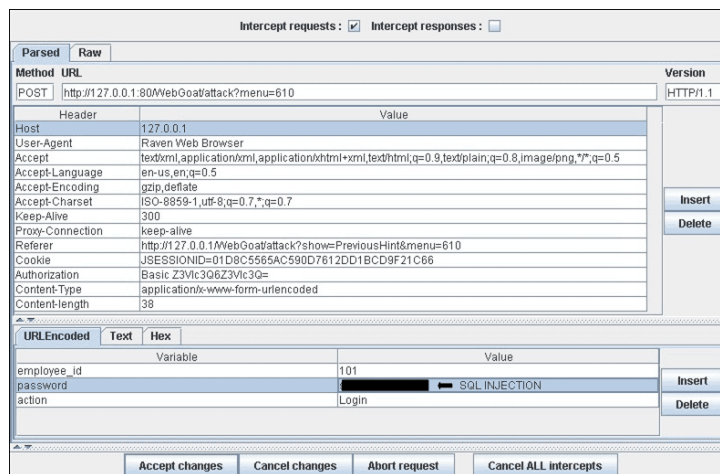 Intercept requests : Intercept responses :
Parsed Raw
Method URL Version
POST http://127.0.0.1:80/WebGoat/attack?menu=610 HTTP/1.1
Header Value
Host 127.0.0.1
User-Agent Raven Web Browser
Accept text/xml,application/xml,application/xhtml+xml,text/html;q=0.9,text/plain;q=0.8,image/png,*/*;q=0.5
Accept-Language en-us,en;q=0.5
Accept-Encoding gzip,deflate
Accept-Charset ISO-8859-1,utf-8;q=0.7,*;q=0.7
Keep-Alive 300
Proxy-Connection keep-alive
Referer http://127.0.0.1/WebGoat/attack?show=PreviousHint&menu=610
Cookie JSESSIONID=01D8C5565AC590D7612DD1BCD9F21C66
Authorization Basic Z3Vlc3Q6Z3Vlc3Q=
Content-Type application/x-www-form-urlencoded
Content-length 38
Insert
Delete
URLEncoded Text Hex
Variable Value
employee_id 101
password SQL INJECTION
action Login
Insert
Delete
Accept changes Cancel changes Abort request Cancel ALL intercepts